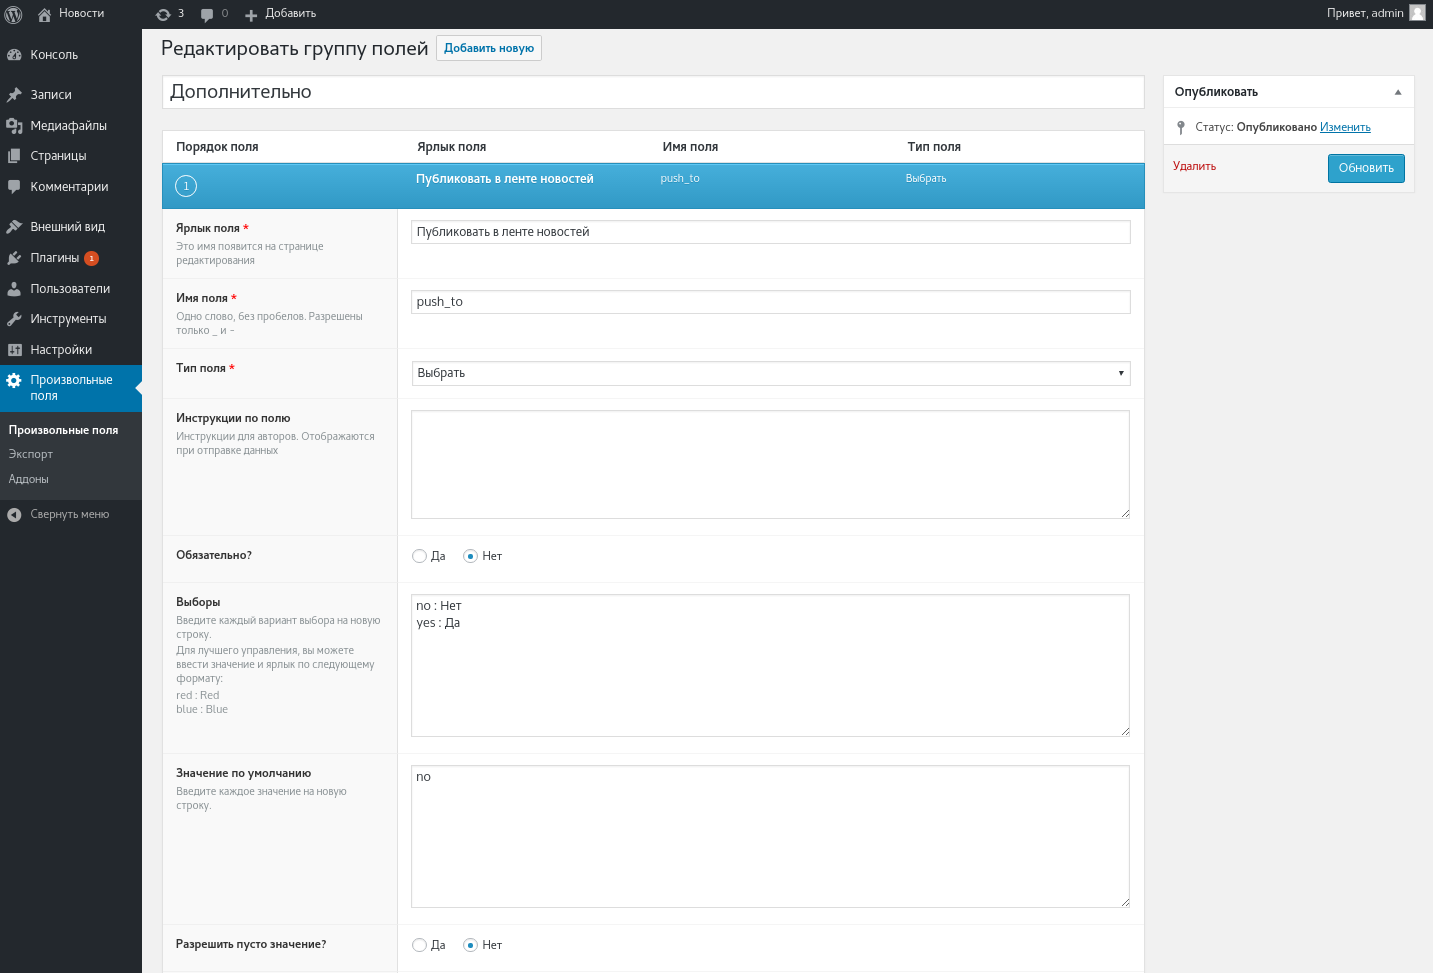 Новости
3
0
Добавить
Привет, admin
Консоль
Записи
Медиафайлы
Страницы
Комментарии
Внешний вид
Плагины 1
Пользователи
Инструменты
Настройки
Произвольные
поля
Произвольные поля
Экспорт
Аддоны
Свернуть меню
Редактировать группу полей
Добавить новую
Дополнительно
Порядок поля
Ярлык поля
Имя поля
Тип поля
1
Публиковать в ленте новостей
push_to
Выбрать
Ярлык поля *
Это имя появится на странице
редактирования
Публиковать в ленте новостей
Имя поля *
Одно слово, без пробелов. Разрешены
только _ и -
push_to
Тип поля *
Выбрать
Инструкции по полю
Инструкции для авторов. Отображаются
при отправке данных
Обязательно?
Да
Нет
Выборы
Введите каждый вариант выбора на новую
строку.
Для лучшего управления, вы можете
ввести значение и ярлык по следующему
формату:
red : Red
blue : Blue
no : Нет
yes : Да
Значение по умолчанию
Введите каждое значение на новую
строку.
no
Разрешить пусто значение?
Да
Нет
Опубликовать
Статус: Опубликовано Изменить
Удалить
Обновить